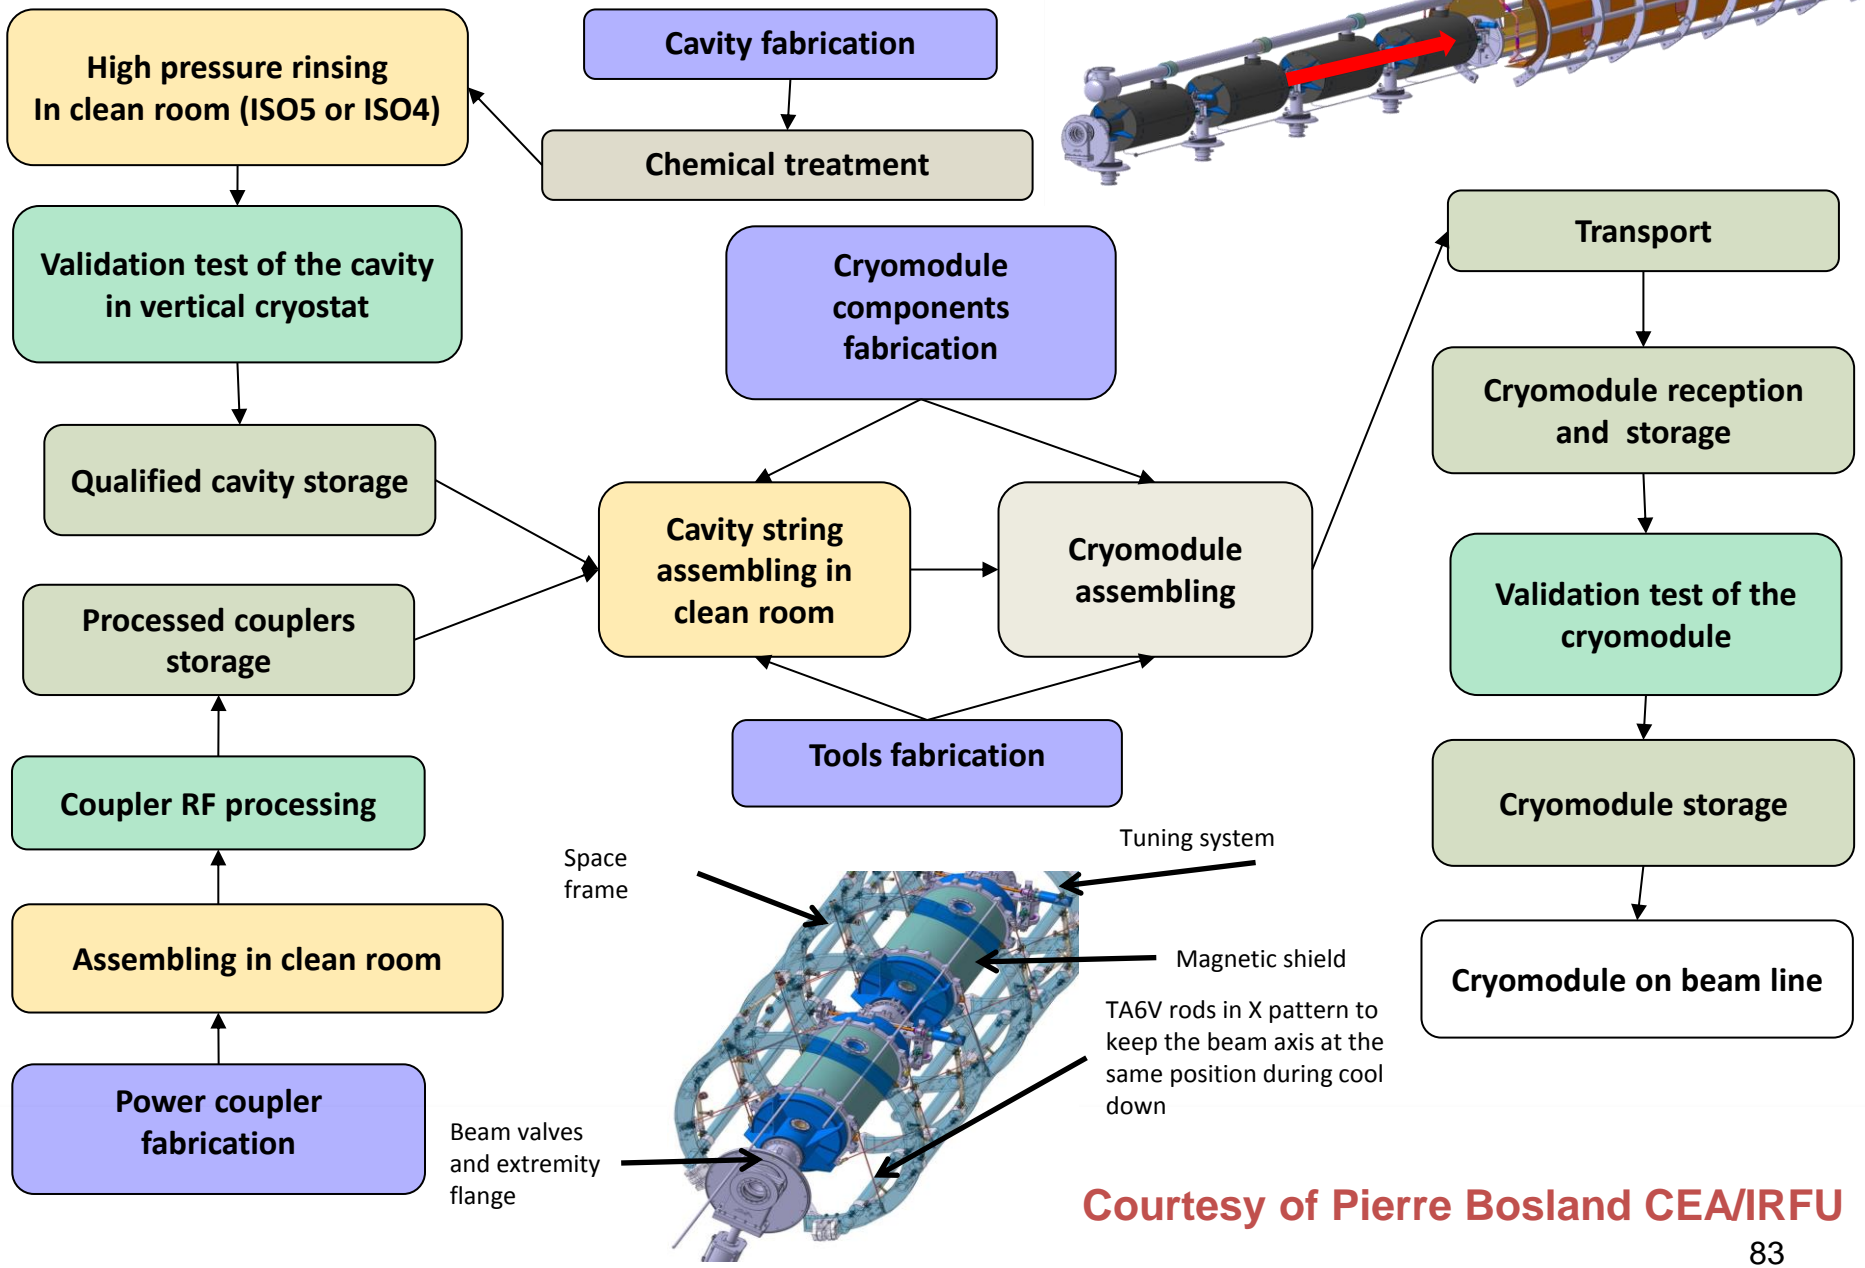 High pressure rinsing
In clean room (ISO5 or ISO4)
Cavity fabrication
Chemical treatment
Validation test of the cavity
in vertical cryostat
Qualified cavity storage
Processed couplers
storage
Coupler RF processing
Assembling in clean room
Power coupler
fabrication
Cryomodule
components
fabrication
Cavity string
assembling in
clean room
Cryomodule
assembling
Tools fabrication
Transport
Cryomodule reception
and storage
Validation test of the
cryomodule
Cryomodule storage
Cryomodule on beam line
Space
frame
Tuning system
Magnetic shield
TA6V rods in X pattern to
keep the beam axis at the
same position during cool
down
Beam valves
and extremity
flange
Courtesy of Pierre Bosland CEA/IRFU
83